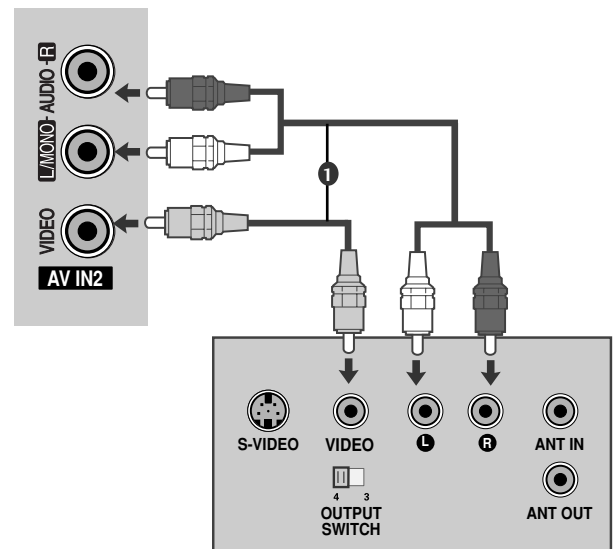 AUDIO
R
L/MONO
VIDEO
AV IN2
1
S-VIDEO
VIDEO
L
R
ANT IN
4 3
OUTPUT
SWITCH
ANT OUT